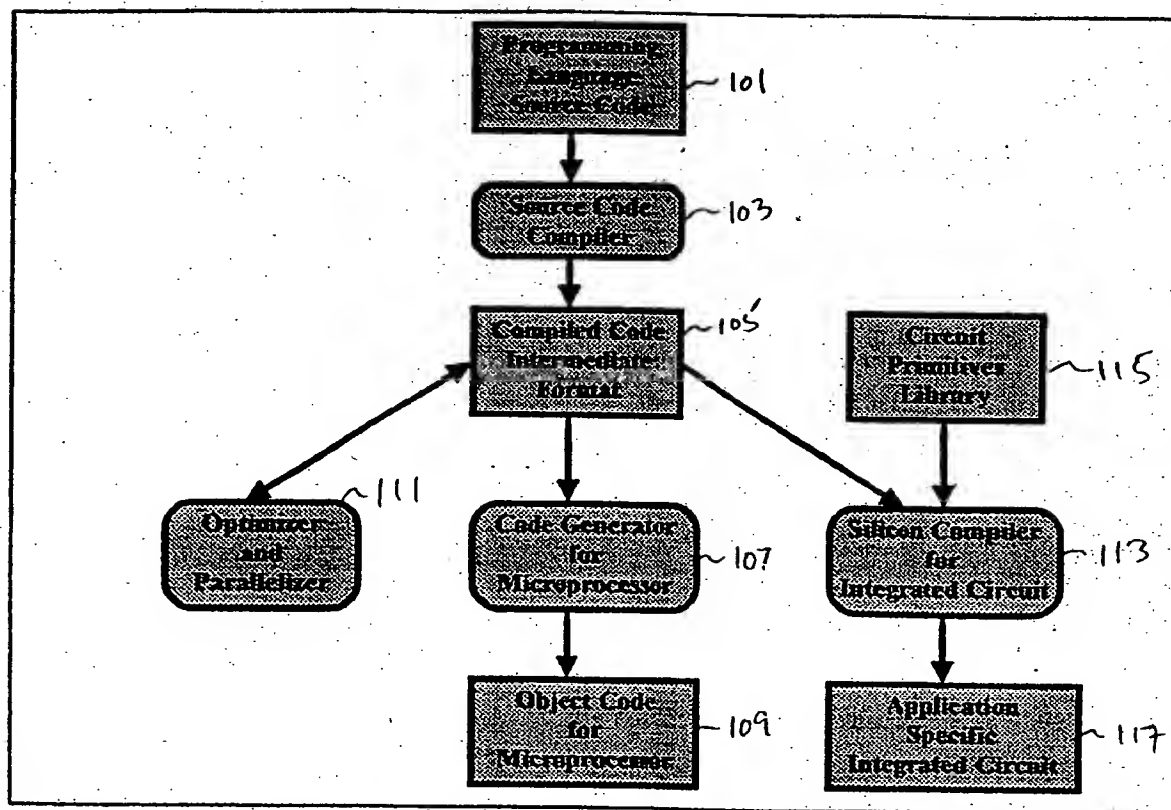 Programming
Language
Source Code
101
Source Code
Compiler
103
Compiled Code
Intermediate
Format
105
Circuit
Primitives
Library
115
Optimizer
and
Parallelizer
111
Code Generator
for
Microprocessor
107
Silicon Compiler
for
Integrated Circuit
113
Object Code
for
Microprocessor
109
Application
Specific
Integrated Circuit
117